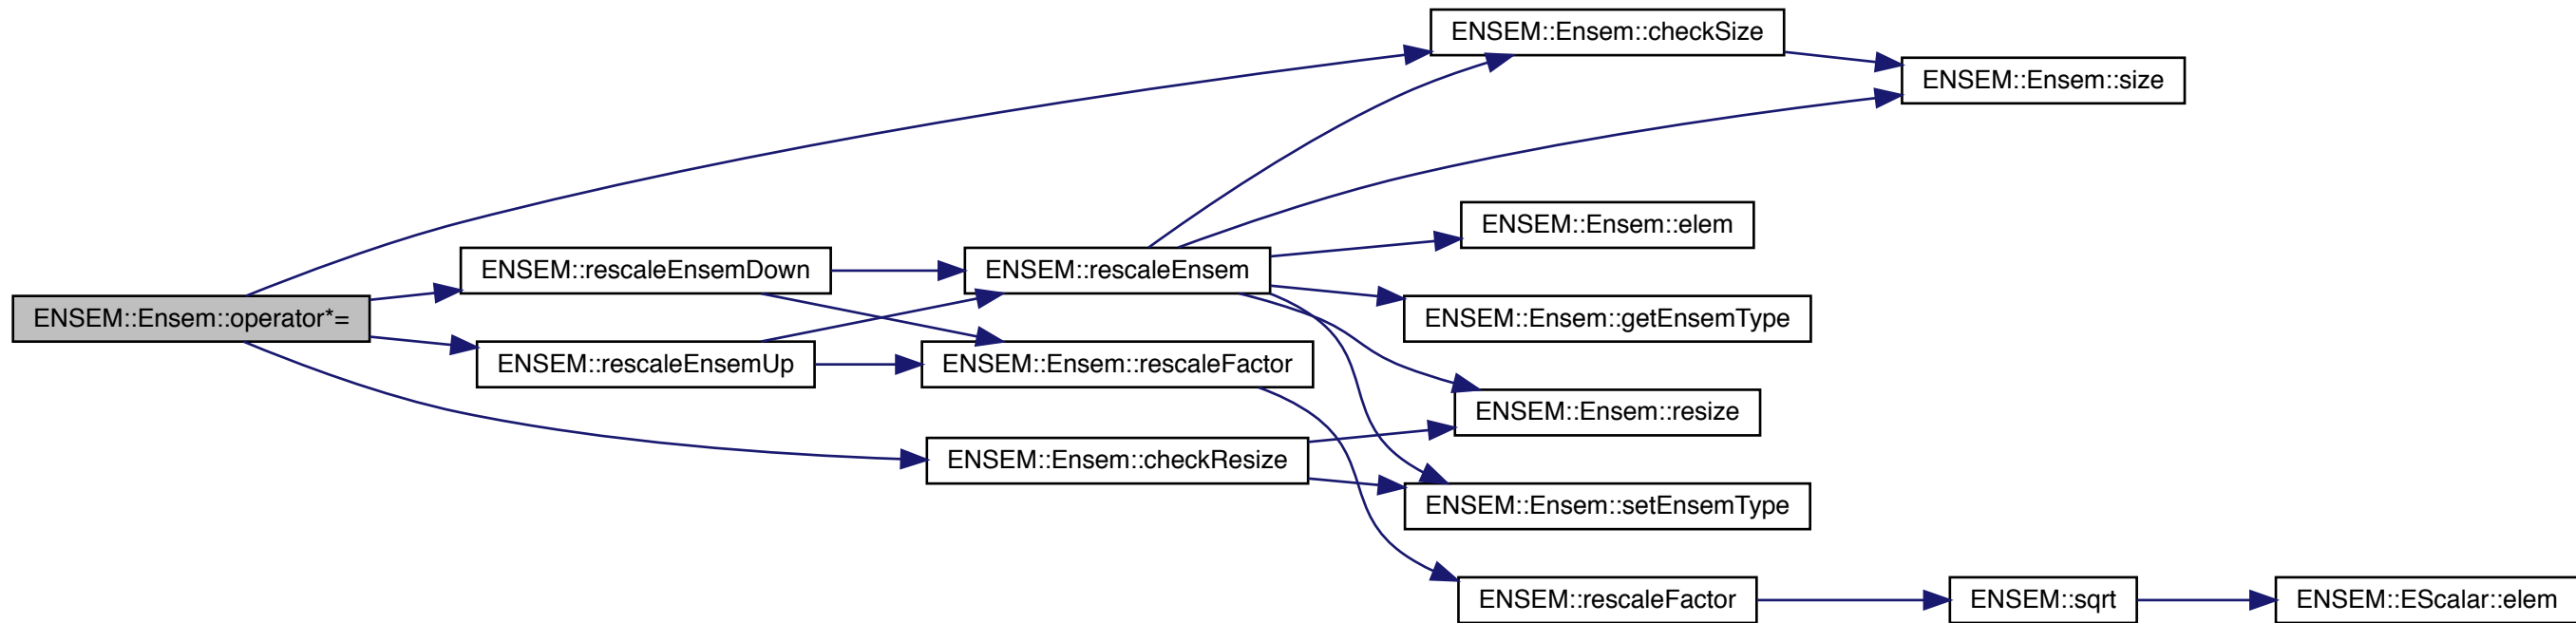 ENSEM::Ensem::checkSize
ENSEM::Ensem::size
ENSEM::Ensem::elem
ENSEM::rescaleEnsemDown
ENSEM::rescaleEnsem
ENSEM::Ensem::operator*=
ENSEM::Ensem::getEnsemType
ENSEM::rescaleEnsemUp
ENSEM::Ensem::rescaleFactor
ENSEM::Ensem::resize
ENSEM::Ensem::checkResize
ENSEM::Ensem::setEnsemType
ENSEM::rescaleFactor
ENSEM::sqrt
ENSEM::EScalar::elem